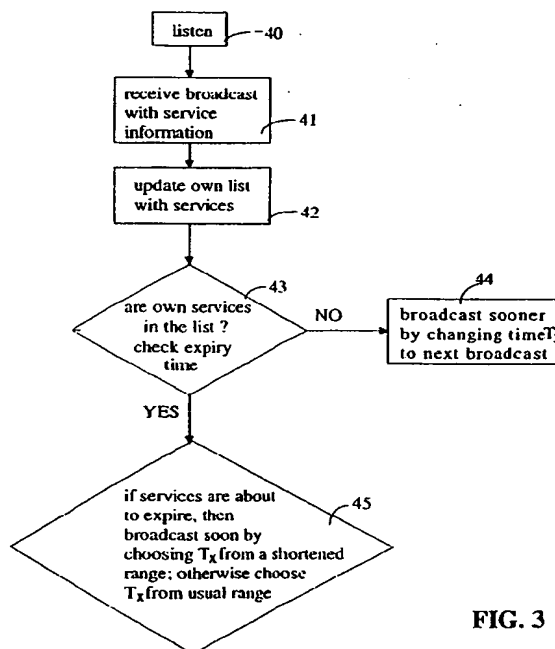 listen
40
receive broadcast
with service
information
41
update own list
with services
42
43
are own services
in the list ?
check expiry
time
NO
44
broadcast sooner
by changing time T
to next broadcast
YES
45
if services are about
to expire, then
broadcast soon by
choosing Tx from a shortened
range; otherwise choose
Tx from usual range
FIG. 3